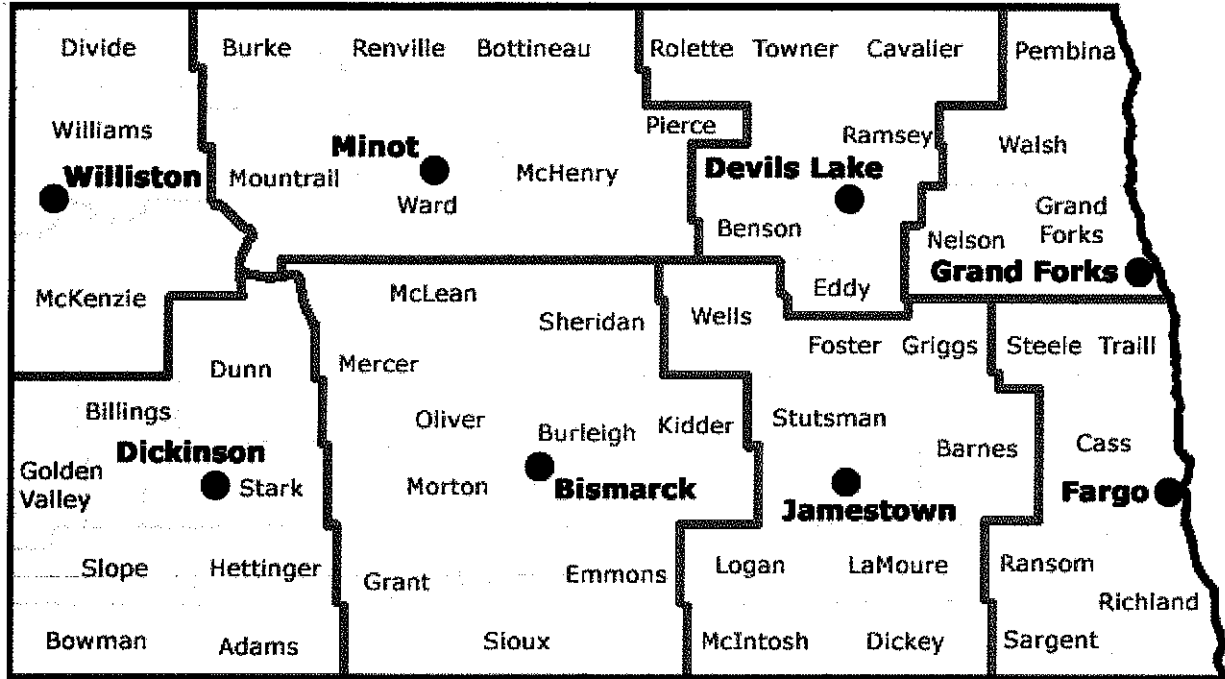 Divide
Burke
Renville
Bottineau
Rolette
Towner
Cavalier
Pembina
Williams
Williston
Minot
Mountrail
Ward
McHenry
Pierce
Ramsey
Devils Lake
Benson
Walsh
Grand
Forks
Nelson
Grand Forks
McKenzie
McLean
Sheridan
Wells
Eddy
Foster
Griggs
Steele
Traill
Dunn
Mercer
Billings
Oliver
Burleigh
Kidder
Stutsman
Barnes
Cass
Dickinson
Golden
Valley
Stark
Morton
Bismarck
Jamestown
Fargo
Slope
Hettinger
Grant
Emmons
Logan
LaMoure
Ransom
Richland
Bowman
Adams
Sioux
McIntosh
Dickey
Sargent